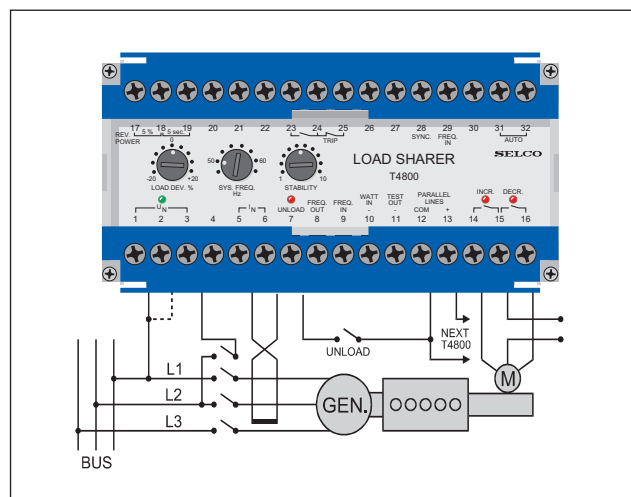 17 18 19 20 21 22 23 24 25 26 27 28 29 30 31 32
REV. POWER 5 % 5 sec. TRIP SYNC. FREQ. IN AUTO
0 50 60
-20 +20 1 10
LOAD DEV. % SYS. FREQ. Hz STABILITY
LOAD SHARER
T4800
SELCO
UN IN UNLOAD FREQ. OUT FREQ. IN WATT IN TEST OUT - PARALLEL LINES COM + INCR. DECR.
1 2 3 4 5 6 7 8 9 10 11 12 13 14 15 16
UNLOAD
NEXT
T4800
L1
L2
L3
GEN.
M
BUS